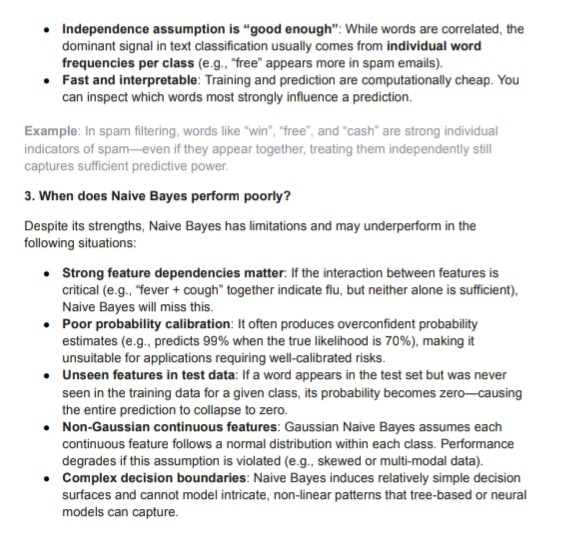 • Independence assumption is “good enough”: While words are correlated, the
dominant signal in text classification usually comes from individual word
frequencies per class (e.g., “free” appears more in spam emails).
• Fast and interpretable: Training and prediction are computationally cheap. You
can inspect which words most strongly influence a prediction.
Example: In spam filtering, words like “win”, “free”, and “cash” are strong individual
indicators of spam—even if they appear together, treating them independently still
captures sufficient predictive power.
3. When does Naive Bayes perform poorly?
Despite its strengths, Naive Bayes has limitations and may underperform in the
following situations:
• Strong feature dependencies matter: If the interaction between features is
critical (e.g., “fever + cough” together indicate flu, but neither alone is sufficient),
Naive Bayes will miss this.
• Poor probability calibration: It often produces overconfident probability
estimates (e.g., predicts 99% when the true likelihood is 70%), making it
unsuitable for applications requiring well-calibrated risks.
• Unseen features in test data: If a word appears in the test set but was never
seen in the training data for a given class, its probability becomes zero—causing
the entire prediction to collapse to zero.
• Non-Gaussian continuous features: Gaussian Naive Bayes assumes each
continuous feature follows a normal distribution within each class. Performance
degrades if this assumption is violated (e.g., skewed or multi-modal data).
• Complex decision boundaries: Naive Bayes induces relatively simple decision
surfaces and cannot model intricate, non-linear patterns that tree-based or neural
models can capture.